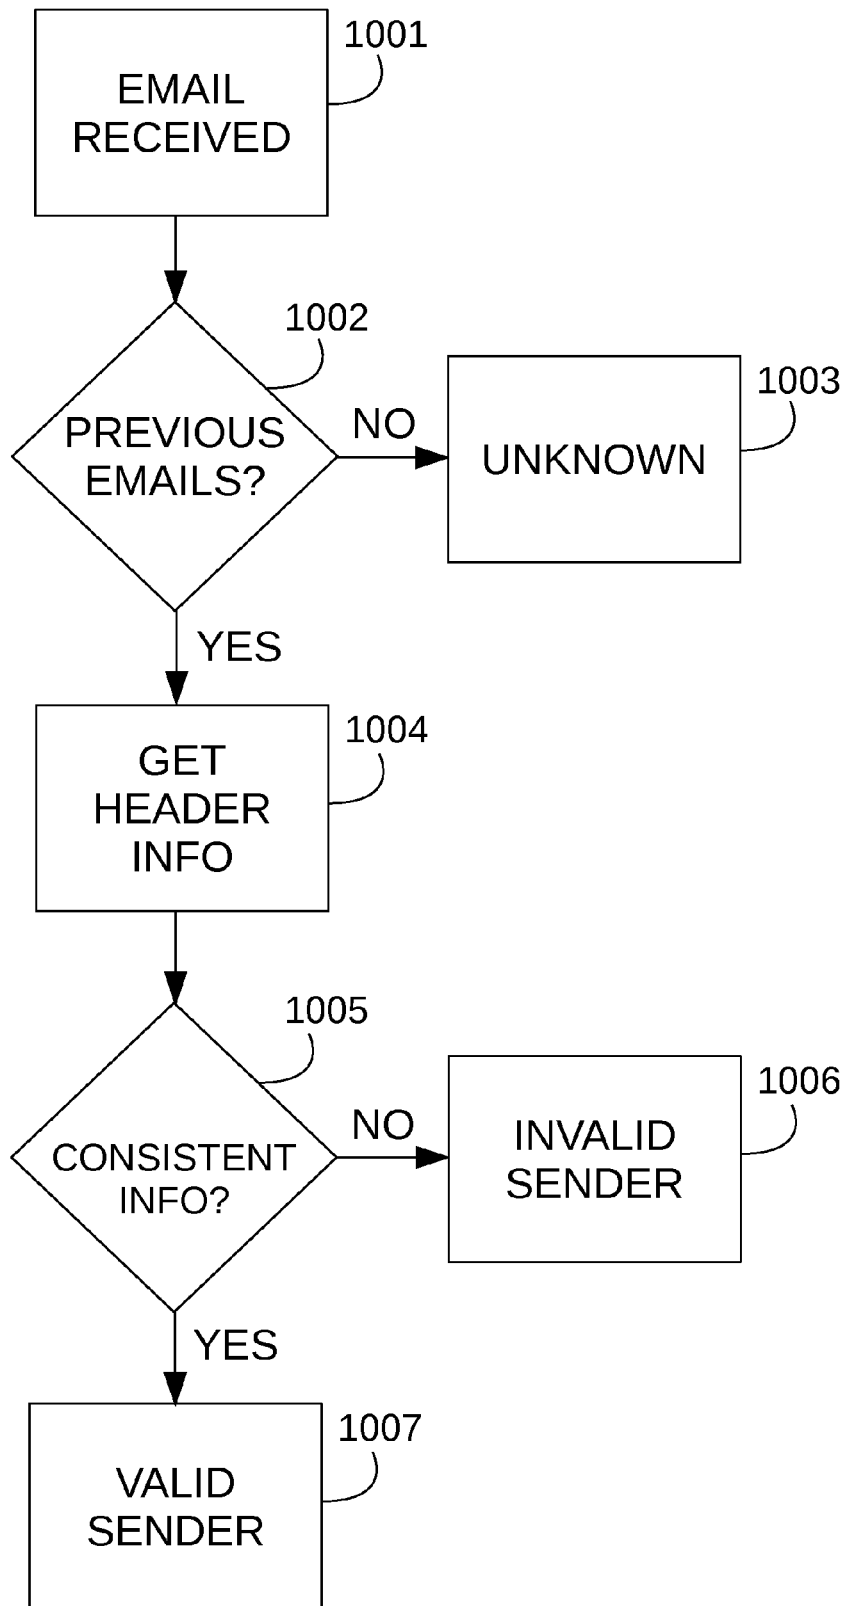 1001
EMAIL
RECEIVED
1002
PREVIOUS
EMAILS?
NO
1003
UNKNOWN
YES
1004
GET
HEADER
INFO
1005
CONSISTENT
INFO?
NO
1006
INVALID
SENDER
YES
1007
VALID
SENDER